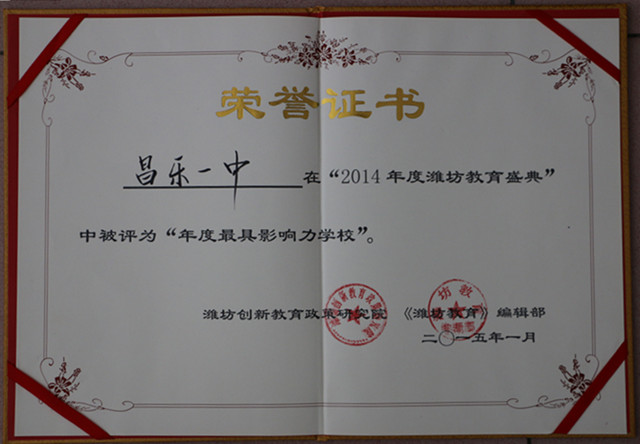 荣誉证书
昌乐一中 在“2014年度潍坊教育盛典”
中被评为“年度最具影响力学校”。
潍坊创新教育政策研究院 《潍坊教育》编辑部
二〇一五年一月